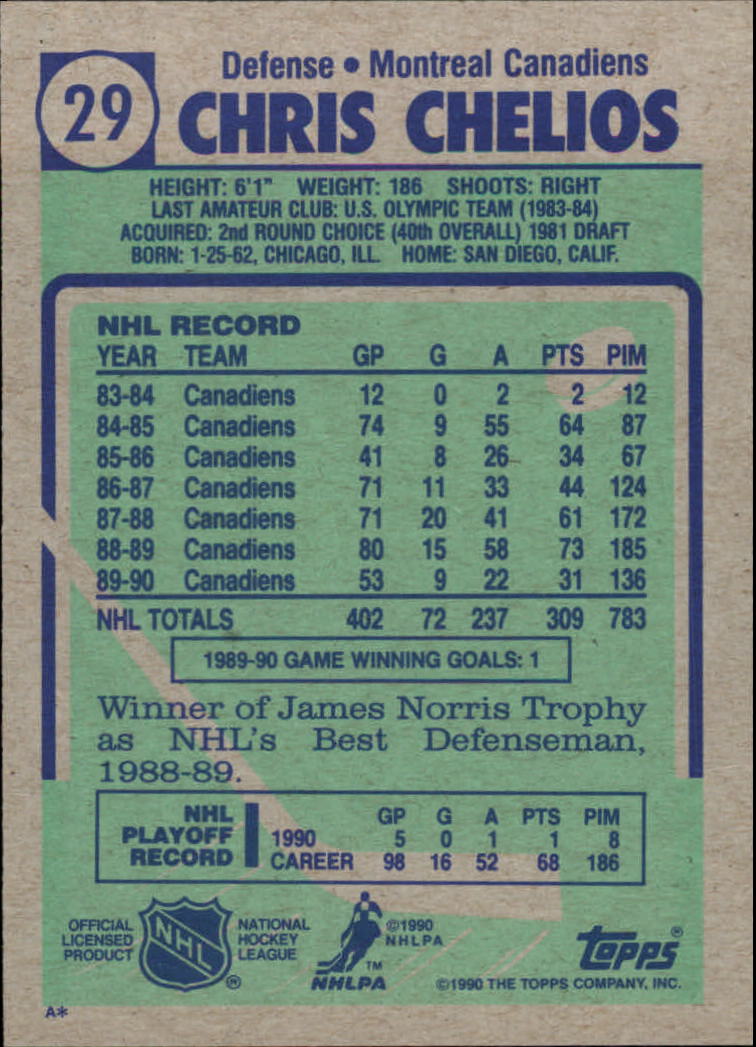 29
Defense • Montreal Canadiens
CHRIS CHELIOS
HEIGHT: 6'1" WEIGHT: 186 SHOOTS: RIGHT
LAST AMATEUR CLUB: U.S. OLYMPIC TEAM (1983-84)
ACQUIRED: 2nd ROUND CHOICE (40th OVERALL) 1981 DRAFT
BORN: 1-25-62, CHICAGO, ILL. HOME: SAN DIEGO, CALIF.
NHL RECORD
YEAR TEAM GP G A PTS PIM
83-84 Canadiens 12 0 2 2 12
84-85 Canadiens 74 9 55 64 87
85-86 Canadiens 41 8 26 34 67
86-87 Canadiens 71 11 33 44 124
87-88 Canadiens 71 20 41 61 172
88-89 Canadiens 80 15 58 73 185
89-90 Canadiens 53 9 22 31 136
NHL TOTALS 402 72 237 309 783
1989-90 GAME WINNING GOALS: 1
Winner of James Norris Trophy
as NHL's Best Defenseman,
1988-89.
NHL PLAYOFF RECORD
GP G A PTS PIM
1990 5 0 1 1 8
CAREER 98 16 52 68 186
OFFICIAL
LICENSED
PRODUCT
NHL
®
NATIONAL
HOCKEY
LEAGUE
©1990
NHLPA
TM
NHLPA
TOPPS®
©1990 THE TOPPS COMPANY, INC.
A*